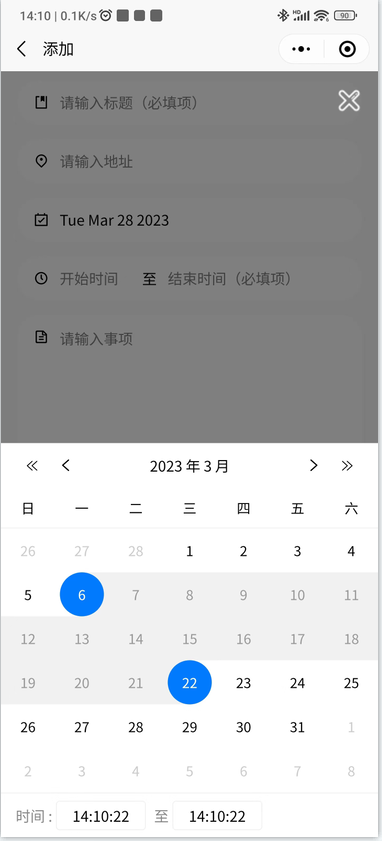 14:10 | 0.1K/s HD 90
添加
请输入标题（必填项）
请输入地址
Tue Mar 28 2023
开始时间 至 结束时间（必填项）
请输入事项
2023 年 3 月
日 一 二 三 四 五 六
26 27 28 1 2 3 4
5 6 7 8 9 10 11
12 13 14 15 16 17 18
19 20 21 22 23 24 25
26 27 28 29 30 31 1
2 3 4 5 6 7 8
时间 : 14:10:22 至 14:10:22